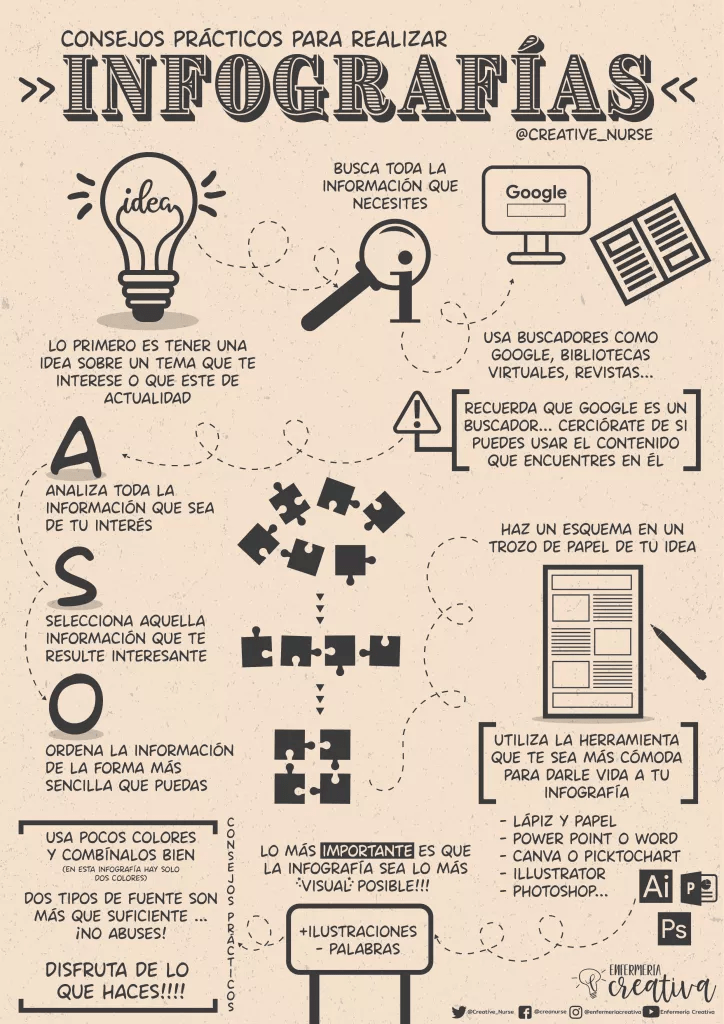 CONSEJOS PRÁCTICOS PARA REALIZAR
INFOGRAFÍAS
@CREATIVE_NURSE
idea
LO PRIMERO ES TENER UNA
IDEA SOBRE UN TEMA QUE TE
INTERESE O QUE ESTE DE
ACTUALIDAD
BUSCA TODA LA
INFORMACIÓN QUE
NECESITES
i
Google
USA BUSCADORES COMO
GOOGLE, BIBLIOTECAS
VIRTUALES, REVISTAS...
!
RECUERDA QUE GOOGLE ES UN
BUSCADOR... CERCIÓRATE DE SI
PUEDES USAR EL CONTENIDO
QUE ENCUENTRES EN ÉL
A
ANALIZA TODA LA
INFORMACIÓN QUE SEA
DE TU INTERÉS
S
SELECCIONA AQUELLA
INFORMACIÓN QUE TE
RESULTE INTERESANTE
O
ORDENA LA INFORMACIÓN
DE LA FORMA MÁS
SENCILLA QUE PUEDAS
HAZ UN ESQUEMA EN UN
TROZO DE PAPEL DE TU IDEA
UTILIZA LA HERRAMIENTA
QUE TE SEA MÁS CÓMODA
PARA DARLE VIDA A TU
INFOGRAFÍA
- LÁPIZ Y PAPEL
- POWER POINT O WORD
- CANVA O PICKTOCHART
- ILLUSTRATOR
- PHOTOSHOP...
Ai
P
Ps
LO MÁS IMPORTANTE ES QUE
LA INFOGRAFÍA SEA LO MÁS
VISUAL POSIBLE!!!
+ILUSTRACIONES
- PALABRAS
CONSEJOS PRÁCTICOS
USA POCOS COLORES
Y COMBÍNALOS BIEN
(EN ESTA INFOGRAFÍA HAY SOLO
DOS COLORES)
DOS TIPOS DE FUENTE SON
MÁS QUE SUFICIENTE ...
¡NO ABUSES!
DISFRUTA DE LO
QUE HACES!!!!
ENFERMERÍA
creativa
@Creative_Nurse @creanurse @enfermeriacreativa Enfermería Creativa